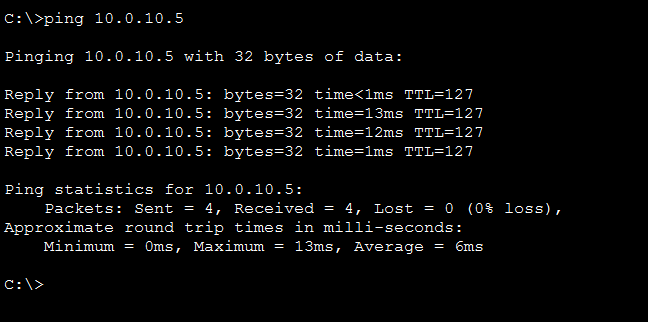 C:\>ping 10.0.10.5
Pinging 10.0.10.5 with 32 bytes of data:
Reply from 10.0.10.5: bytes=32 time<1ms TTL=127
Reply from 10.0.10.5: bytes=32 time=13ms TTL=127
Reply from 10.0.10.5: bytes=32 time=12ms TTL=127
Reply from 10.0.10.5: bytes=32 time=1ms TTL=127
Ping statistics for 10.0.10.5:
    Packets: Sent = 4, Received = 4, Lost = 0 (0% loss),
Approximate round trip times in milli-seconds:
    Minimum = 0ms, Maximum = 13ms, Average = 6ms
C:\>